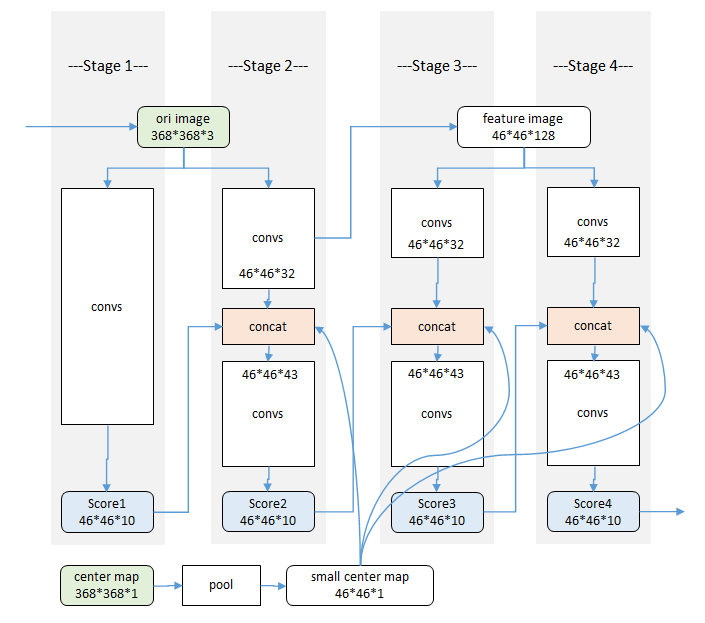 ---Stage 1---
---Stage 2---
---Stage 3---
---Stage 4---
ori image
368*368*3
feature image
46*46*128
convs
convs
46*46*32
convs
46*46*32
convs
46*46*32
concat
concat
concat
46*46*43
convs
46*46*43
convs
46*46*43
convs
Score1
46*46*10
Score2
46*46*10
Score3
46*46*10
Score4
46*46*10
center map
368*368*1
pool
small center map
46*46*1